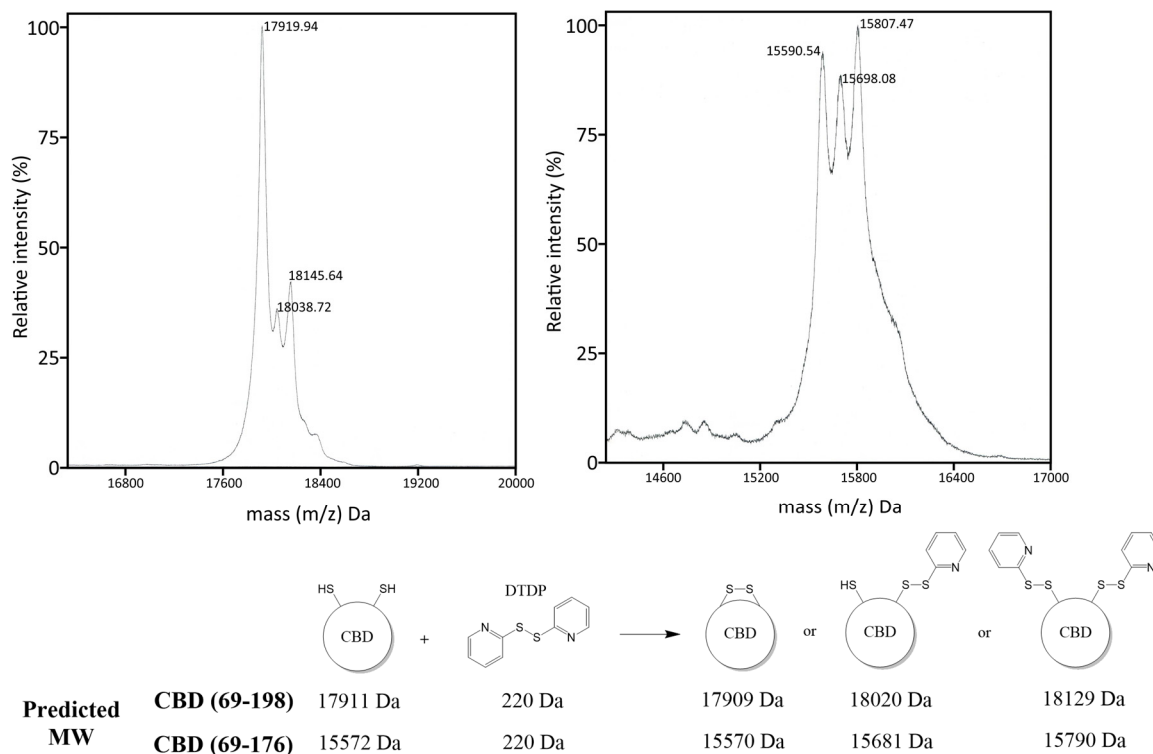 Relative intensity (%)
100
75
50
25
0
17919.94
18145.64
18038.72
16800 17600 18400 19200 20000
mass (m/z) Da
Relative intensity (%)
100
75
50
25
0
15807.47
15590.54
15698.08
14600 15200 15800 16400 17000
mass (m/z) Da
HS SH
CBD
+
DTDP
N S S N
S–S
CBD
or
HS S S N
CBD
or
N S S S S N
CBD
Predicted MW
CBD (69-198) 17911 Da 220 Da 17909 Da 18020 Da 18129 Da
CBD (69-176) 15572 Da 220 Da 15570 Da 15681 Da 15790 Da